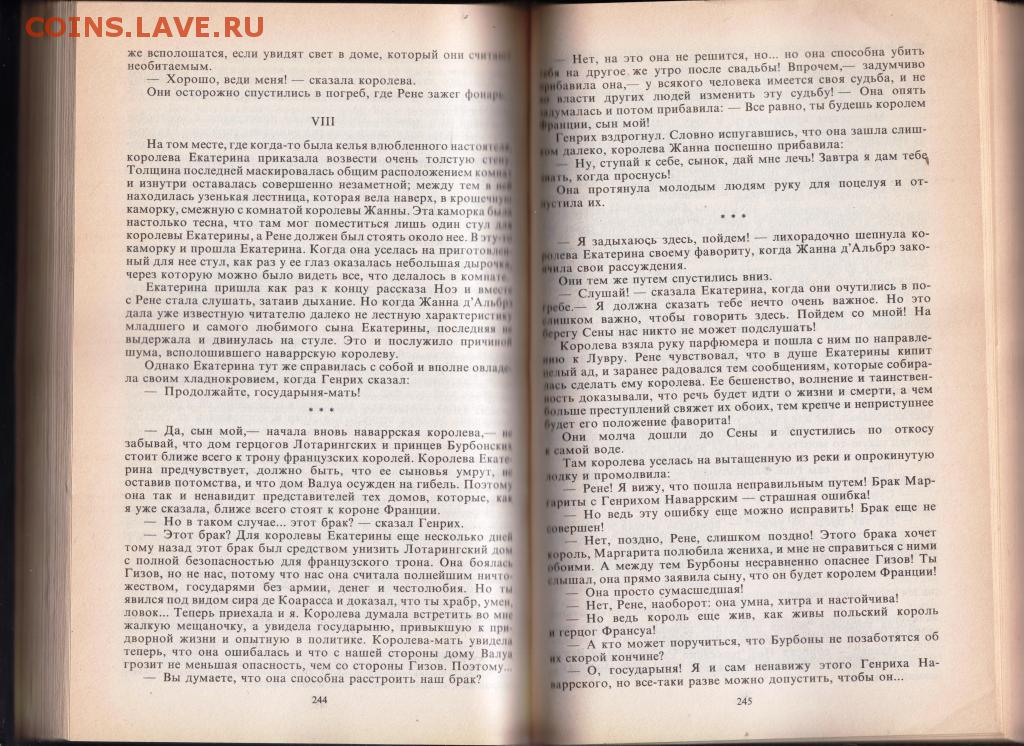 COINS.LAVE.RU
же всполошатся, если увидят свет в доме, который они считают
необитаемым.
— Хорошо, веди меня! — сказала королева.
Они осторожно спустились в погреб, где Рене зажег фонарь.
VIII
На том месте, где когда-то была келья влюбленного настоятеля,
королева Екатерина приказала возвести очень толстую стену.
Толщина последней маскировалась общим расположением комнат
и изнутри оставалась совершенно незаметной; между тем в ней
находилась узенькая лестница, которая вела наверх, в крошечную
каморку, смежную с комнатой королевы Жанны. Эта каморка была
настолько тесна, что там мог поместиться лишь один стул для
королевы Екатерины, а Рене должен был стоять около нее. В эту-то
каморку и прошла Екатерина. Когда она уселась на приготовлен-
ный для нее стул, как раз у ее глаз оказалась небольшая дырочка,
через которую можно было видеть все, что делалось в комнате.
Екатерина пришла как раз к концу рассказа Ноэ и вместе
с Рене стала слушать, затаив дыхание. Но когда Жанна д'Альбрэ
дала уже известную читателю далеко не лестную характеристику
младшего и самого любимого сына Екатерины, последняя не
выдержала и двинулась на стуле. Это и послужило причиной
шума, всполошившего наваррскую королеву.
Однако Екатерина тут же справилась с собой и вполне овладе-
ла своим хладнокровием, когда Генрих сказал:
— Продолжайте, государыня-мать!
* * *
— Да, сын мой,— начала вновь наваррская королева,— не
забывай, что дом герцогов Лотарингских и принцев Бурбонских
стоит ближе всего к трону французских королей. Королева Екате-
рина предчувствует, должно быть, что ее сыновья умрут, не
оставив потомства, и что дом Валуа осужден на гибель. Поэтому
она так и ненавидит представителей тех домов, которые, как
я уже сказала, ближе всего стоят к короне Франции.
— Но в таком случае... этот брак? — сказал Генрих.
— Этот брак? Для королевы Екатерины еще несколько дней
тому назад этот брак был средством унизить Лотарингский дом
с полной безопасностью для французского трона. Она боялась
Гизов, но не нас, потому что нас она считала полнейшим ничто-
жеством, государями без армии, денег и честолюбия. Но ты
явился под видом сира де Коарасса и доказал, что ты храбр, умен,
ловок... Теперь приехала и я. Королева думала встретить во мне
жалкую мещаночку, а увидела государыню, привыкшую к при-
дворной жизни и опытную в политике. Королева-мать увидела
теперь, что она ошибалась и что с нашей стороны дому Валуа
грозит не меньшая опасность, чем со стороны Гизов. Поэтому...
— Вы думаете, что она способна расстроить наш брак?
244
— Нет, на это она не решится, но... но она способна убить
тебя на другое же утро после свадьбы! Впрочем,— задумчиво
прибавила она,— у всякого человека имеется своя судьба, и не
во власти других людей изменить эту судьбу! — Она опять
задумалась и потом прибавила: — Все равно, ты будешь королем
Франции, сын мой!
Генрих вздрогнул. Словно испугавшись, что она зашла слиш-
ком далеко, королева Жанна поспешно прибавила:
— Ну, ступай к себе, сынок, дай мне лечь! Завтра я дам тебе
знать, когда проснусь!
Она протянула молодым людям руку для поцелуя и от-
пустила их.
* * *
— Я задыхаюсь здесь, пойдем! — лихорадочно шепнула ко-
ролева Екатерина своему фавориту, когда Жанна д'Альбрэ зако-
нчила свои рассуждения.
Они тем же путем спустились вниз.
— Слушай! — сказала Екатерина, когда они очутились в по-
гребе.— Я должна сказать тебе нечто очень важное. Но это
слишком важно, чтобы говорить здесь. Пойдем со мной! На
берегу Сены нас никто не может подслушать!
Королева взяла руку парфюмера и пошла с ним по направле-
нию к Лувру. Рене чувствовал, что в душе Екатерины кипит
целый ад, и заранее радовался тем сообщениям, которые собира-
лась сделать ему королева. Ее бешенство, волнение и таинствен-
ность доказывали, что речь будет идти о жизни и смерти, а чем
больше преступлений свяжет их обоих, тем крепче и неприступнее
будет его положение фаворита!
Они молча дошли до Сены и спустились по откосу
к самой воде.
Там королева уселась на вытащенную из реки и опрокинутую
лодку и промолвила:
— Рене! Я вижу, что пошла неправильным путем! Брак Мар-
гариты с Генрихом Наваррским — страшная ошибка!
— Но ведь эту ошибку еще можно исправить! Брак еще не
совершен!
— Нет, поздно, Рене, слишком поздно! Этого брака хочет
король, Маргарита полюбила жениха, и мне не справиться с ними
обоими. А между тем Бурбоны несравненно опаснее Гизов! Ты
слышал, она прямо заявила сыну, что он будет королем Франции!
— Она просто сумасшедшая!
— Нет, Рене, наоборот: она умна, хитра и настойчива!
— Но ведь король еще жив, как живы польский король
и герцог Франсуа!
— А кто может поручиться, что Бурбоны не позаботятся об
их скорой кончине?
— О, государыня! Я и сам ненавижу этого Генриха На-
варрского, но все-таки разве можно допустить, чтобы он...
245